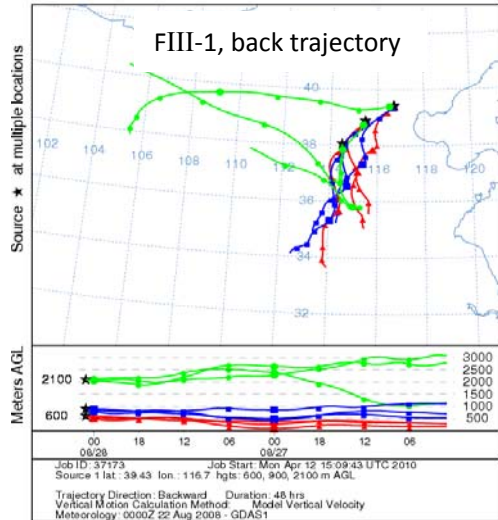 FIII-1, back trajectory
Source ★ at multiple locations
40
38
36
34
32
102 104 106 108 110 112 114 116 118
Meters AGL
2100
600
3000
2500
2000
1500
1000
500
00 18 12 06 00 18 12 06
08/28 08/27
Job ID: 37173 Job Start: Mon Apr 12 15:09:43 UTC 2010
Source 1 lat.: 39.43 lon.: 116.7 hgts: 600, 900, 2100 m AGL
Trajectory Direction: Backward Duration: 48 hrs
Vertical Motion Calculation Method: Model Vertical Velocity
Meteorology: 0000Z 22 Aug 2008 - GDAS1